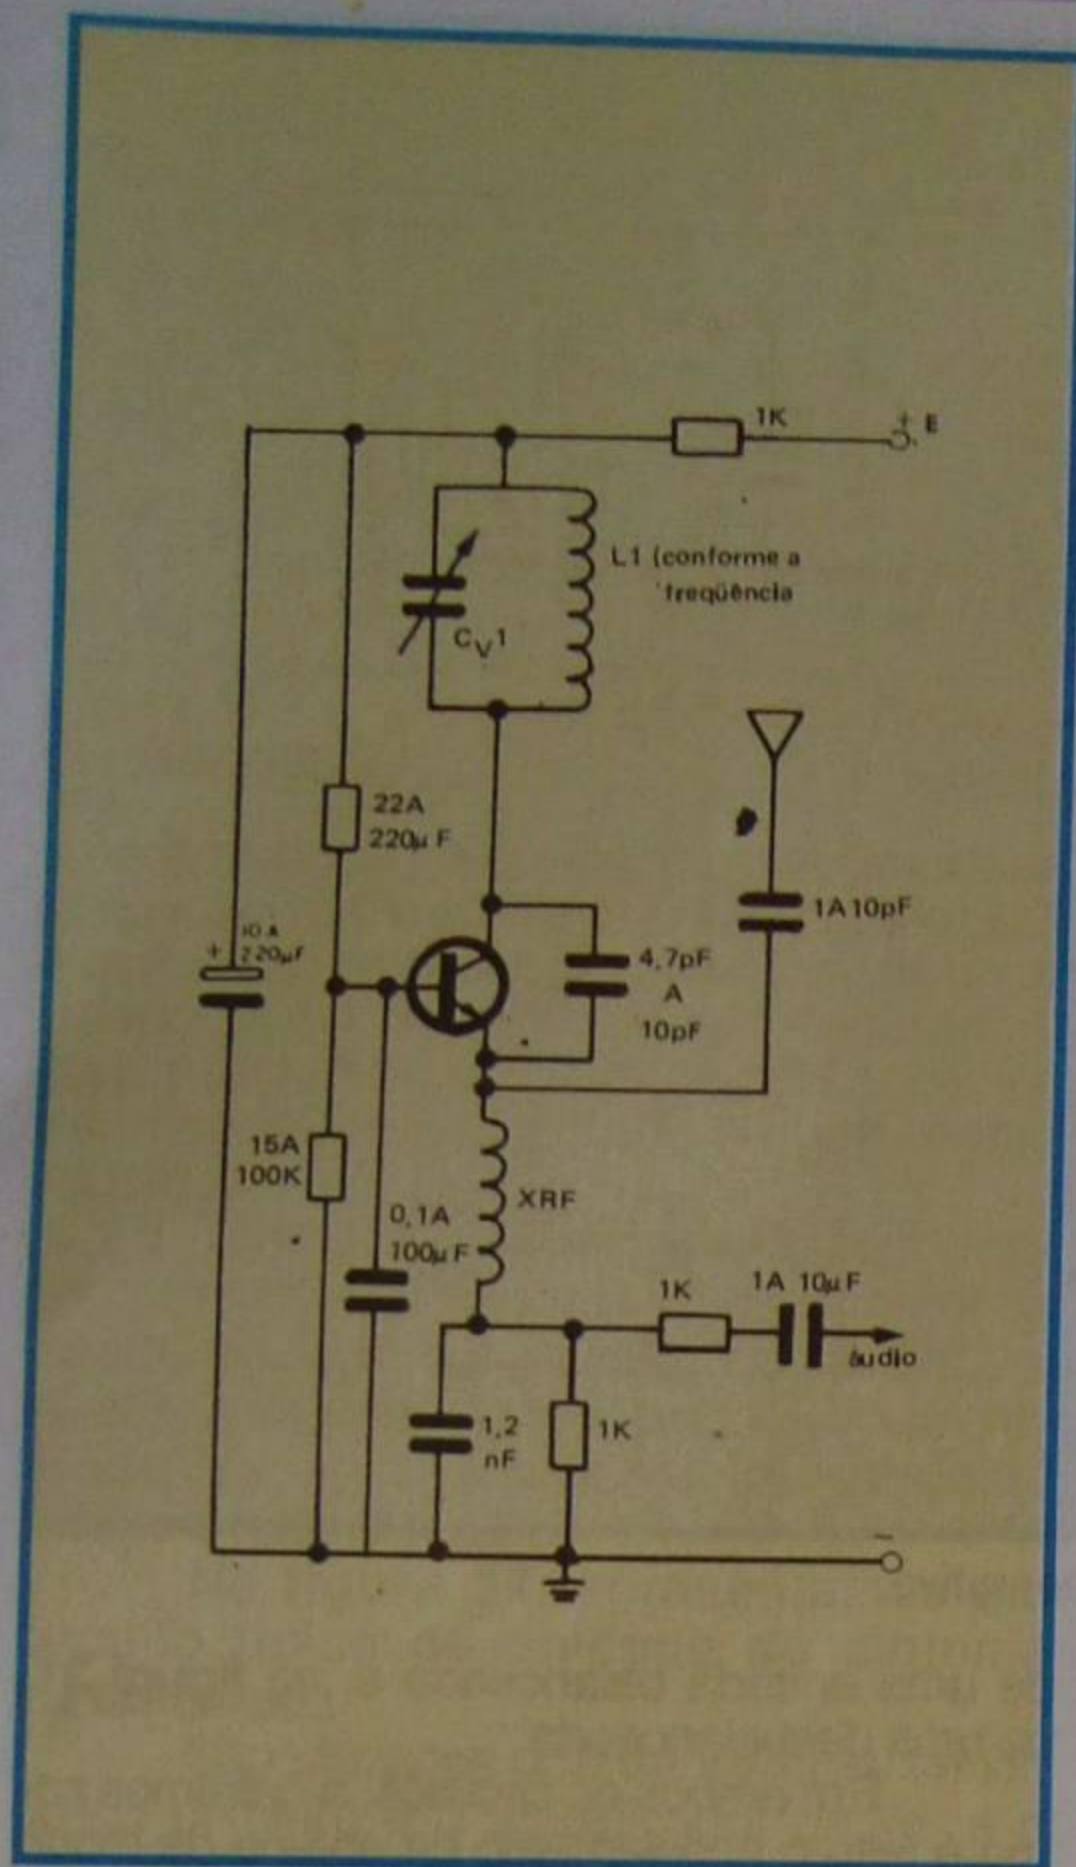 1K
+ E
L1 (conforme a
freqüência
CV1
22A
220µF
10 A
220µF
+
1A 10pF
4,7pF
A
10pF
15A
100K
XRF
0,1A
100µF
1K
1A 10µF
áudio
1,2
nF
1K
−